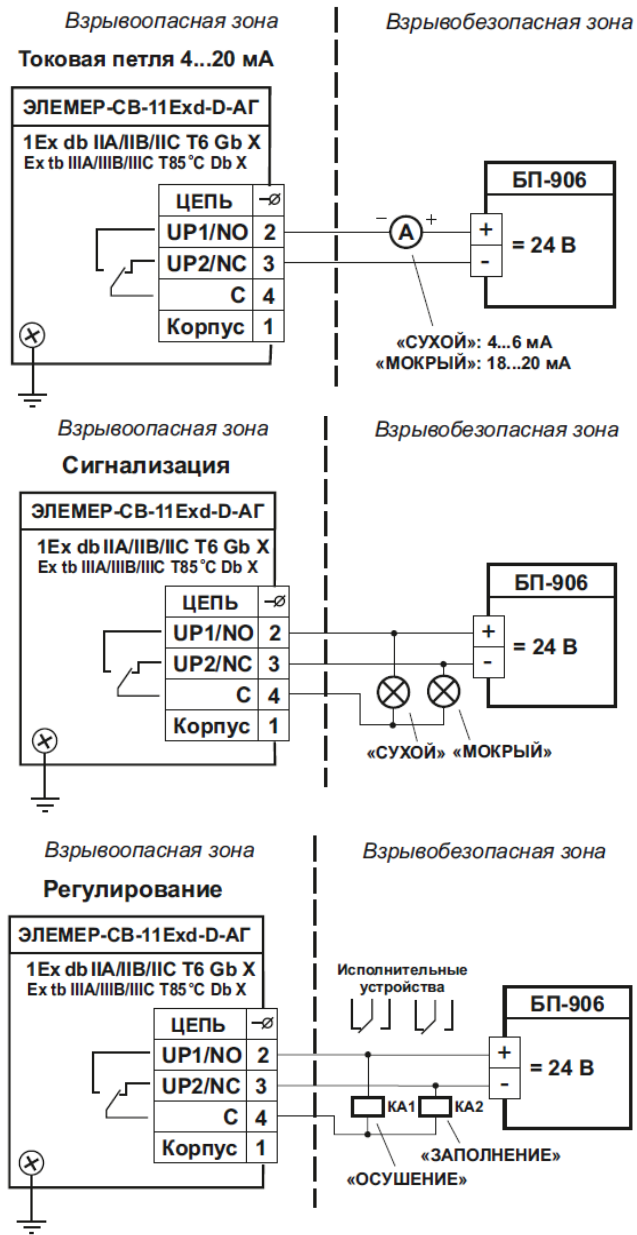 Взрывоопасная зона
Взрывобезопасная зона
Токовая петля 4...20 мА
ЭЛЕМЕР-СВ-11Exd-D-АГ
1Ex db IIA/IIB/IIC T6 Gb X
Ex tb IIIA/IIIB/IIIC T85°C Db X
ЦЕПЬ
UP1/NO 2
UP2/NC 3
C 4
Корпус 1
− A +
БП-906
+
-
= 24 В
«СУХОЙ»: 4...6 мА
«МОКРЫЙ»: 18...20 мА
Взрывоопасная зона
Взрывобезопасная зона
Сигнализация
ЭЛЕМЕР-СВ-11Exd-D-АГ
1Ex db IIA/IIB/IIC T6 Gb X
Ex tb IIIA/IIIB/IIIC T85°C Db X
ЦЕПЬ
UP1/NO 2
UP2/NC 3
C 4
Корпус 1
БП-906
+
-
= 24 В
«СУХОЙ» «МОКРЫЙ»
Взрывоопасная зона
Взрывобезопасная зона
Регулирование
ЭЛЕМЕР-СВ-11Exd-D-АГ
1Ex db IIA/IIB/IIC T6 Gb X
Ex tb IIIA/IIIB/IIIC T85°C Db X
ЦЕПЬ
UP1/NO 2
UP2/NC 3
C 4
Корпус 1
Исполнительные
устройства
БП-906
+
-
= 24 В
КА1 КА2
«ЗАПОЛНЕНИЕ»
«ОСУШЕНИЕ»